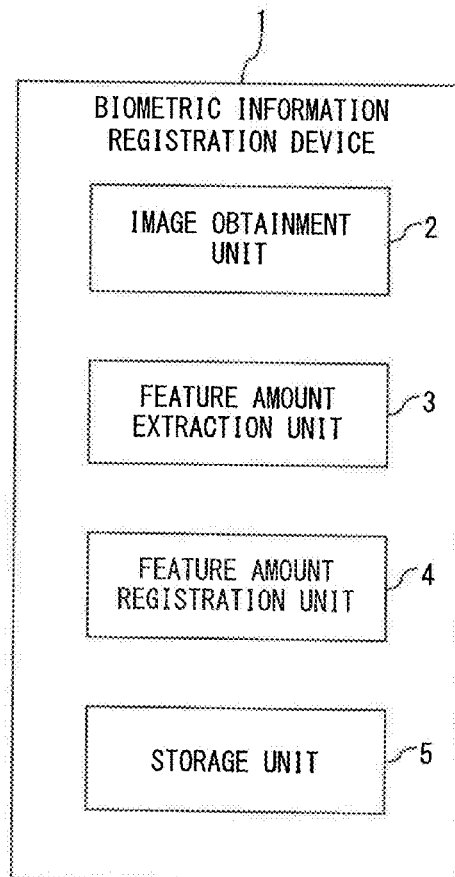 1
BIOMETRIC INFORMATION
REGISTRATION DEVICE
IMAGE OBTAINMENT
UNIT
2
FEATURE AMOUNT
EXTRACTION UNIT
3
FEATURE AMOUNT
REGISTRATION UNIT
4
STORAGE UNIT
5